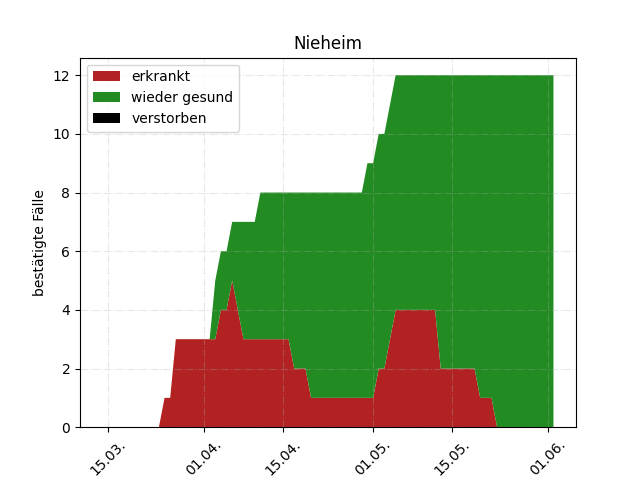 Nieheim
erkrankt
wieder gesund
verstorben
bestätigte Fälle
12
10
8
6
4
2
0
15.03.
01.04.
15.04.
01.05.
15.05.
01.06.